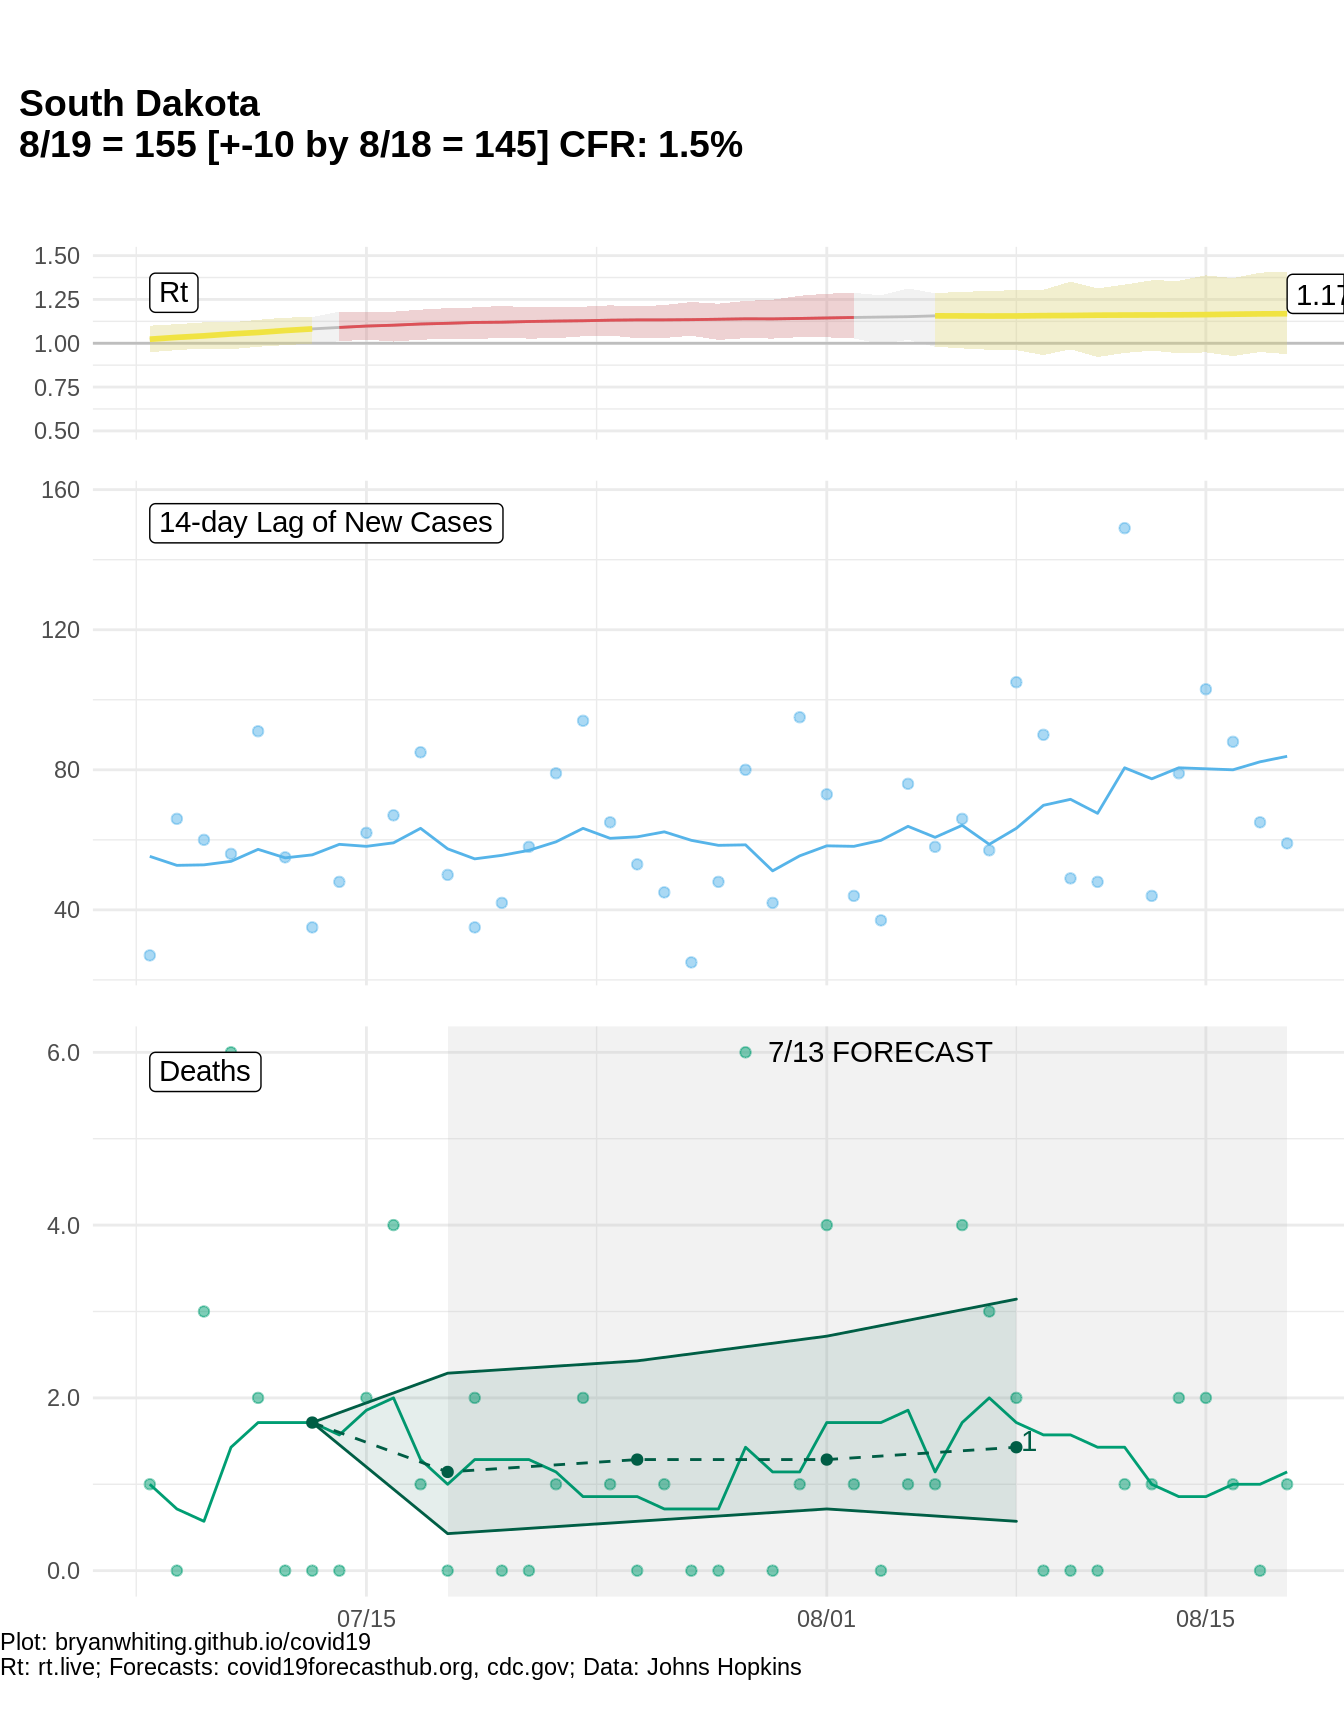 South Dakota
8/19 = 155 [+-10 by 8/18 = 145] CFR: 1.5%
1.50
Rt
1.17
1.25
1.00
0.75
0.50
160
14-day Lag of New Cases
120
80
40
6.0
Deaths
7/13 FORECAST
4.0
2.0
1
0.0
07/15 08/01 08/15
Plot: bryanwhiting.github.io/covid19
Rt: rt.live; Forecasts: covid19forecasthub.org, cdc.gov; Data: Johns Hopkins